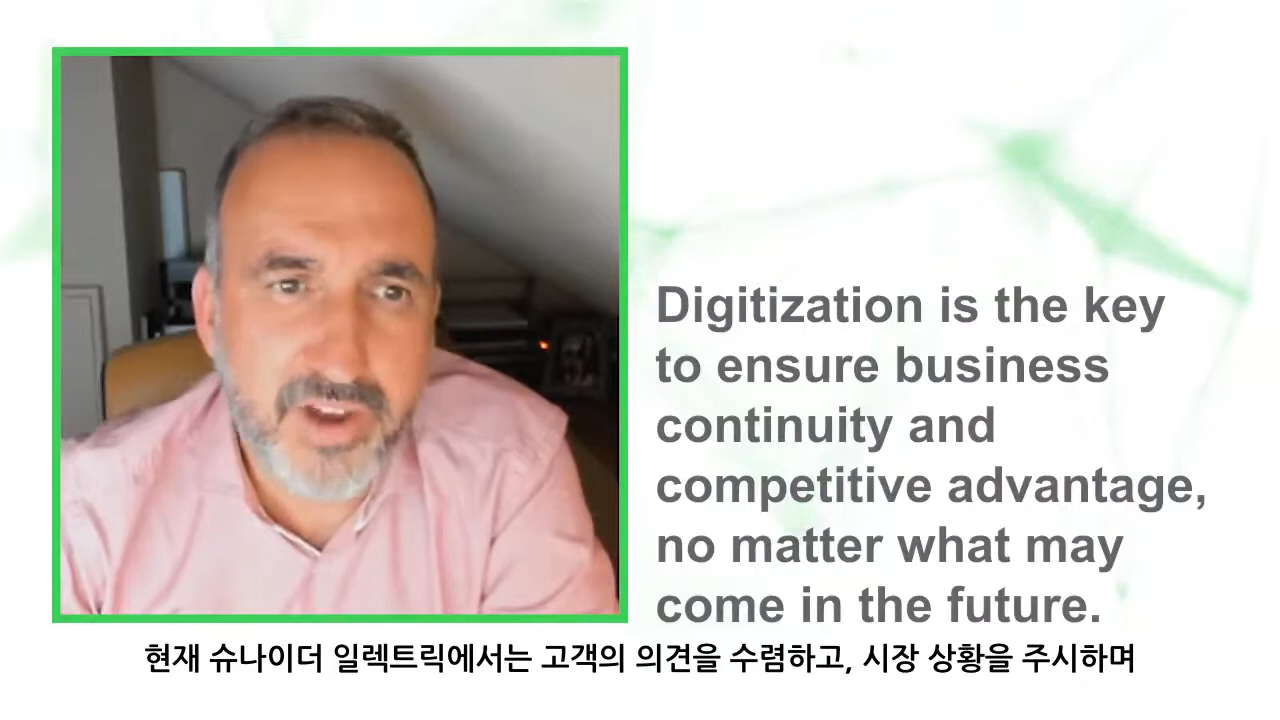 Digitization is the key
to ensure business
continuity and
competitive advantage,
no matter what may
come in the future.
현재 슈나이더 일렉트릭에서는 고객의 의견을 수렴하고, 시장 상황을 주시하며